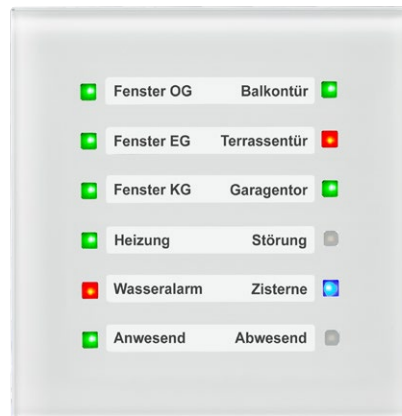 Fenster OG Balkontür
Fenster EG Terrassentür
Fenster KG Garagentor
Heizung Störung
Wasseralarm Zisterne
Anwesend Abwesend